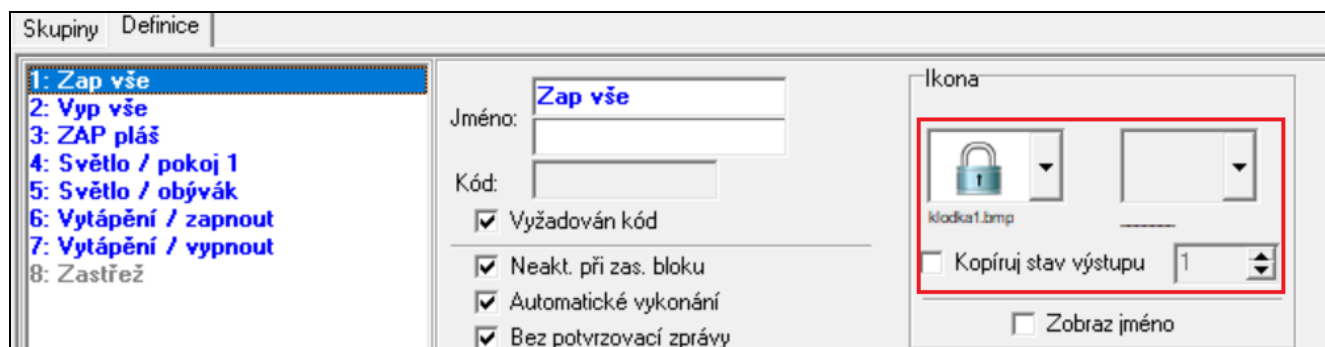 Skupiny Definice
1: Zap vše
2: Vyp vše
3: ZAP pláš
4: Světlo / pokoj 1
5: Světlo / obývák
6: Vytápění / zapnout
7: Vytápění / vypnout
8: Zastřež
Jméno: Zap vše
Kód:
Vyžadován kód
Neakt. při zas. bloku
Automatické vykonání
Bez potvrzovací zprávy
Ikona
klodka1.bmp
Kopíruj stav výstupu 1
Zobraz jméno